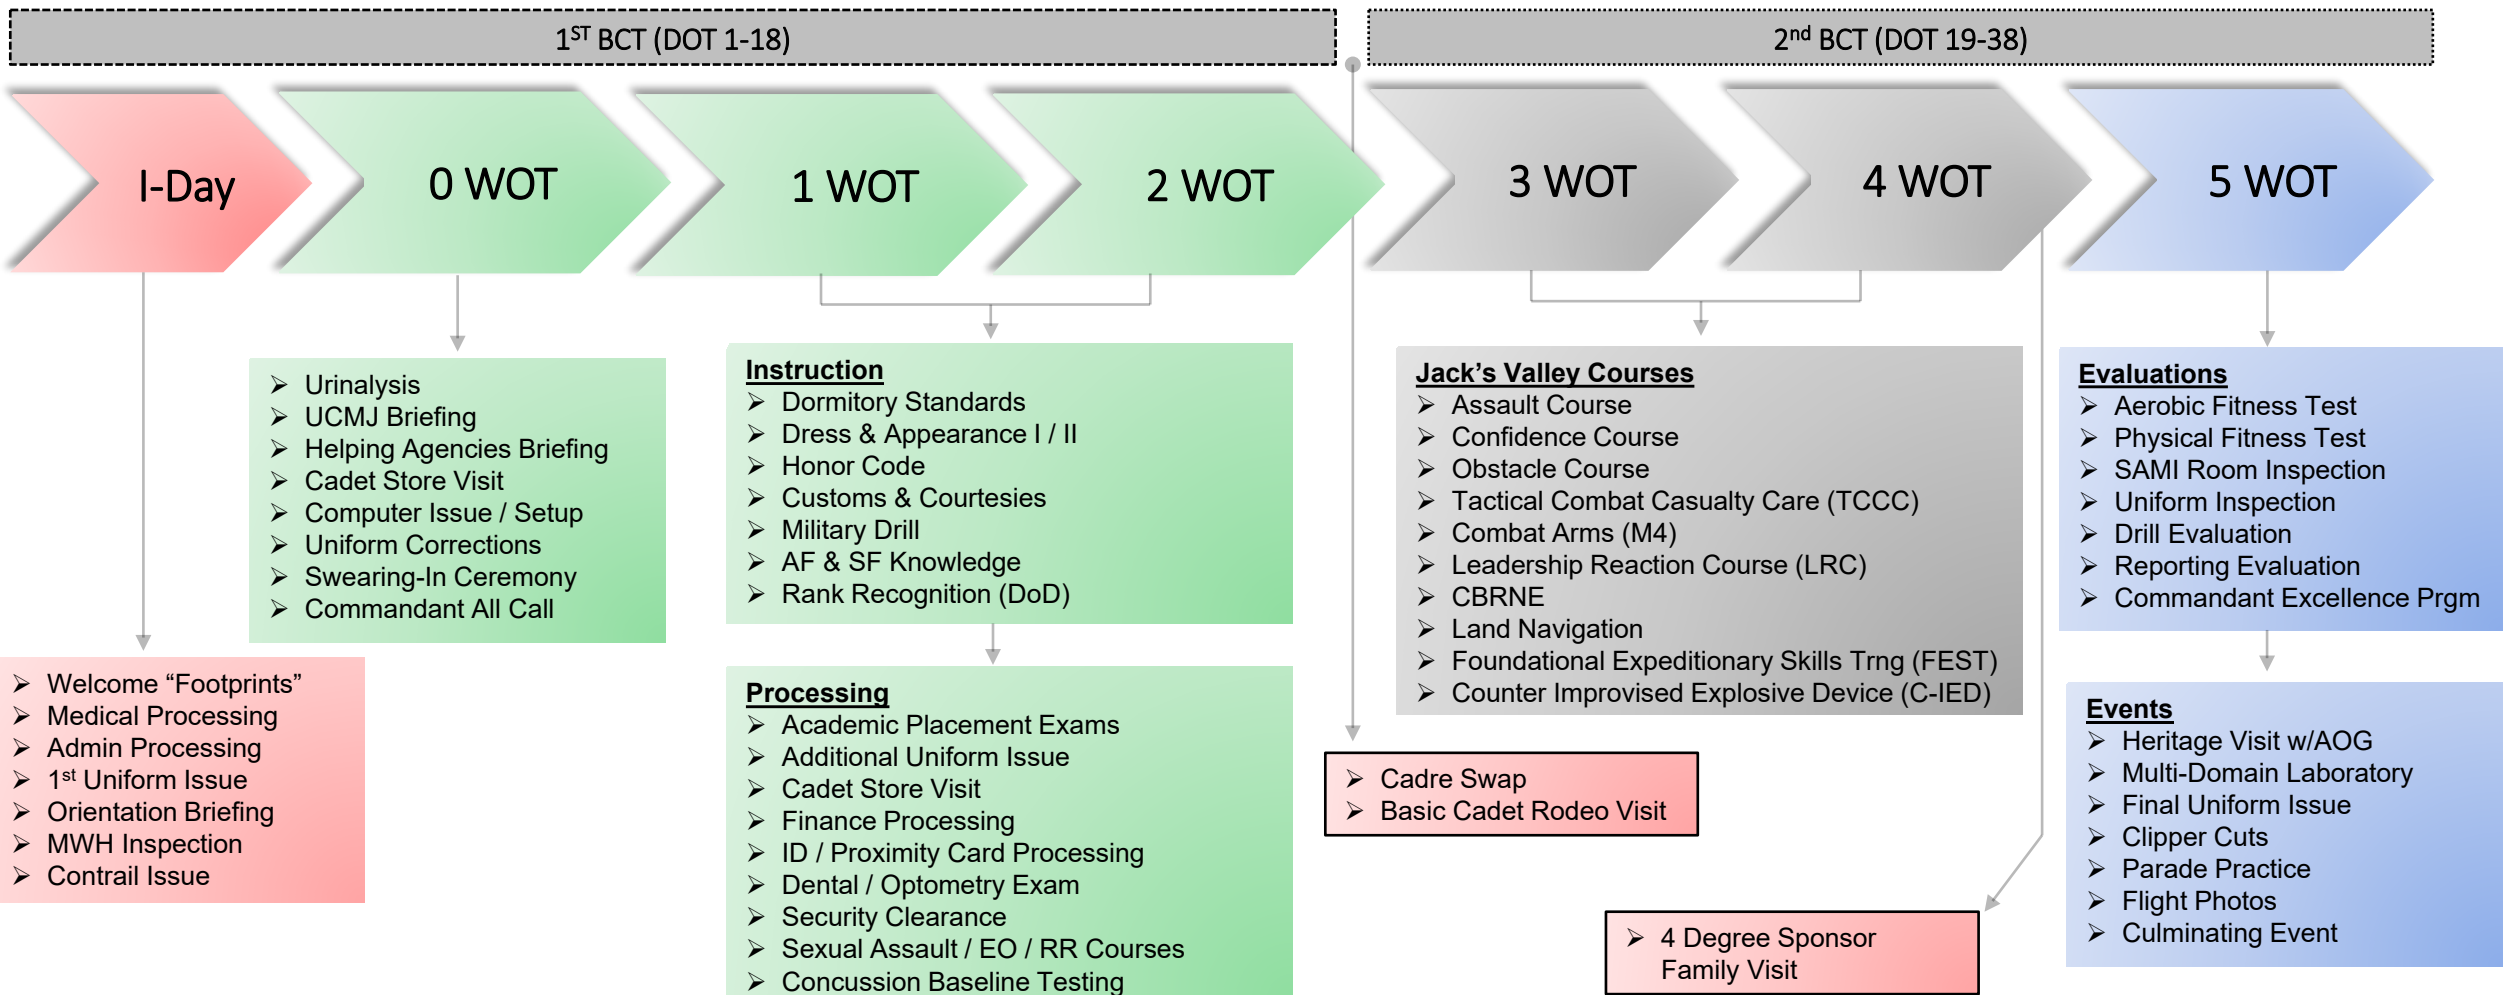 1ST BCT (DOT 1-18)
2nd BCT (DOT 19-38)
I-Day
0 WOT
1 WOT
2 WOT
3 WOT
4 WOT
5 WOT
➢ Welcome “Footprints”
➢ Medical Processing
➢ Admin Processing
➢ 1st Uniform Issue
➢ Orientation Briefing
➢ MWH Inspection
➢ Contrail Issue
➢ Urinalysis
➢ UCMJ Briefing
➢ Helping Agencies Briefing
➢ Cadet Store Visit
➢ Computer Issue / Setup
➢ Uniform Corrections
➢ Swearing-In Ceremony
➢ Commandant All Call
Instruction
➢ Dormitory Standards
➢ Dress & Appearance I / II
➢ Honor Code
➢ Customs & Courtesies
➢ Military Drill
➢ AF & SF Knowledge
➢ Rank Recognition (DoD)
Processing
➢ Academic Placement Exams
➢ Additional Uniform Issue
➢ Cadet Store Visit
➢ Finance Processing
➢ ID / Proximity Card Processing
➢ Dental / Optometry Exam
➢ Security Clearance
➢ Sexual Assault / EO / RR Courses
➢ Concussion Baseline Testing
➢ Cadre Swap
➢ Basic Cadet Rodeo Visit
Jack’s Valley Courses
➢ Assault Course
➢ Confidence Course
➢ Obstacle Course
➢ Tactical Combat Casualty Care (TCCC)
➢ Combat Arms (M4)
➢ Leadership Reaction Course (LRC)
➢ CBRNE
➢ Land Navigation
➢ Foundational Expeditionary Skills Trng (FEST)
➢ Counter Improvised Explosive Device (C-IED)
➢ 4 Degree Sponsor
Family Visit
Evaluations
➢ Aerobic Fitness Test
➢ Physical Fitness Test
➢ SAMI Room Inspection
➢ Uniform Inspection
➢ Drill Evaluation
➢ Reporting Evaluation
➢ Commandant Excellence Prgm
Events
➢ Heritage Visit w/AOG
➢ Multi-Domain Laboratory
➢ Final Uniform Issue
➢ Clipper Cuts
➢ Parade Practice
➢ Flight Photos
➢ Culminating Event